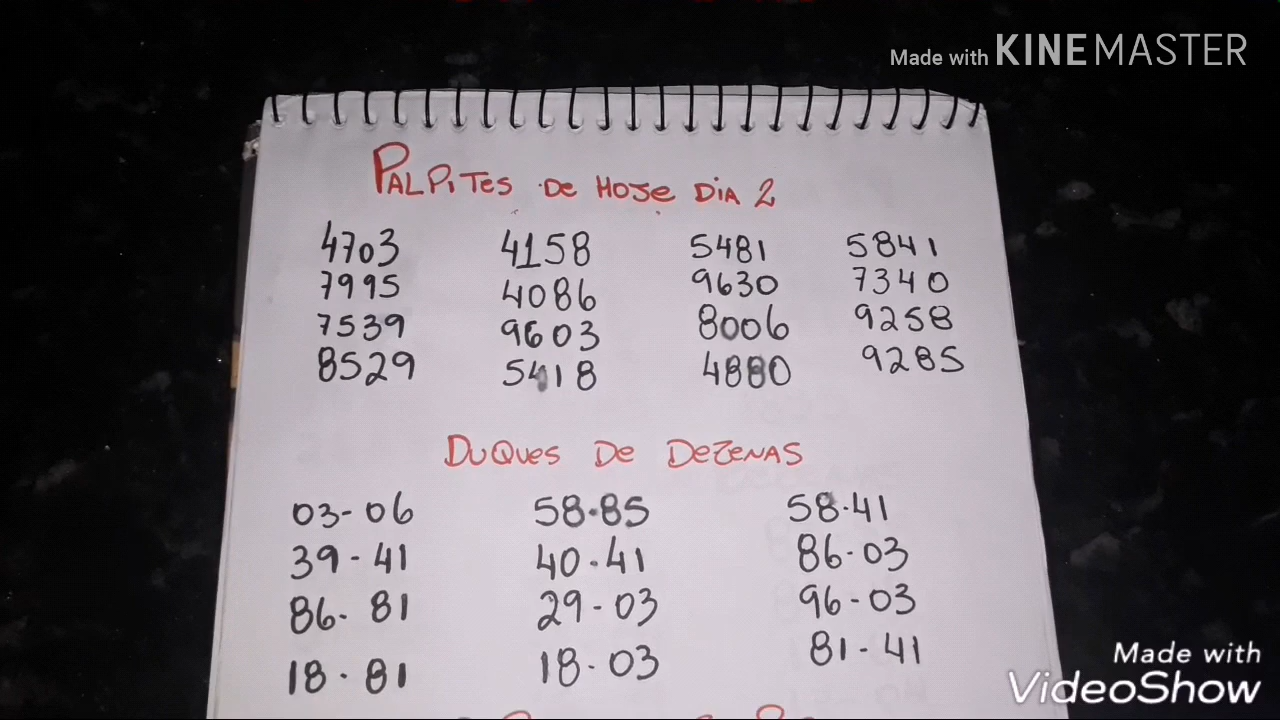 Made with KINEMASTER
PALPITES DE HOJE DIA 2
4703 4158 5481 5841
7995 4086 9630 7340
7539 9603 8006 9258
8529 5418 4880 9285
DUQUES DE DEZENAS
03-06 58-85 58-41
39-41 40-41 86-03
86-81 29-03 96-03
18-81 18-03 81-41
Made with
VideoShow